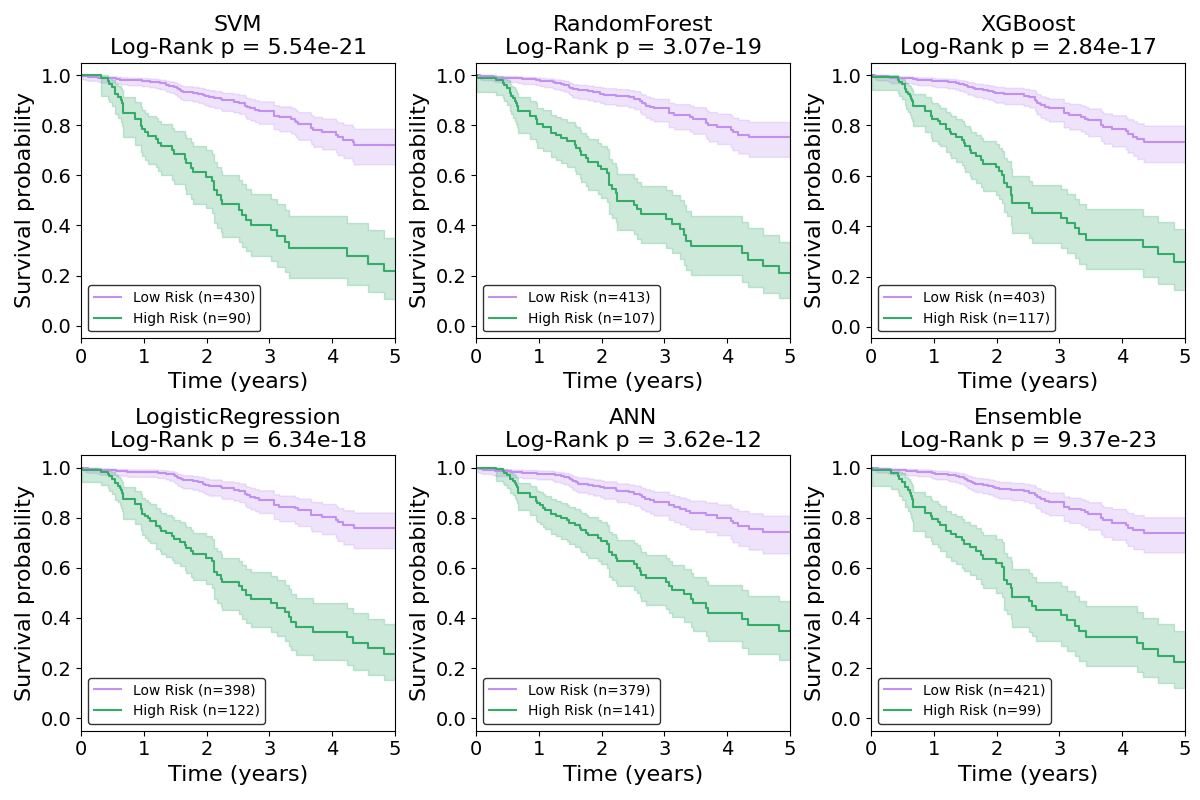 SVM
Log-Rank p = 5.54e-21
Survival probability
1.0
0.8
0.6
0.4
0.2
0.0
Low Risk (n=430)
High Risk (n=90)
0 1 2 3 4 5
Time (years)
RandomForest
Log-Rank p = 3.07e-19
Survival probability
1.0
0.8
0.6
0.4
0.2
0.0
Low Risk (n=413)
High Risk (n=107)
0 1 2 3 4 5
Time (years)
XGBoost
Log-Rank p = 2.84e-17
Survival probability
1.0
0.8
0.6
0.4
0.2
0.0
Low Risk (n=403)
High Risk (n=117)
0 1 2 3 4 5
Time (years)
LogisticRegression
Log-Rank p = 6.34e-18
Survival probability
1.0
0.8
0.6
0.4
0.2
0.0
Low Risk (n=398)
High Risk (n=122)
0 1 2 3 4 5
Time (years)
ANN
Log-Rank p = 3.62e-12
Survival probability
1.0
0.8
0.6
0.4
0.2
0.0
Low Risk (n=379)
High Risk (n=141)
0 1 2 3 4 5
Time (years)
Ensemble
Log-Rank p = 9.37e-23
Survival probability
1.0
0.8
0.6
0.4
0.2
0.0
Low Risk (n=421)
High Risk (n=99)
0 1 2 3 4 5
Time (years)